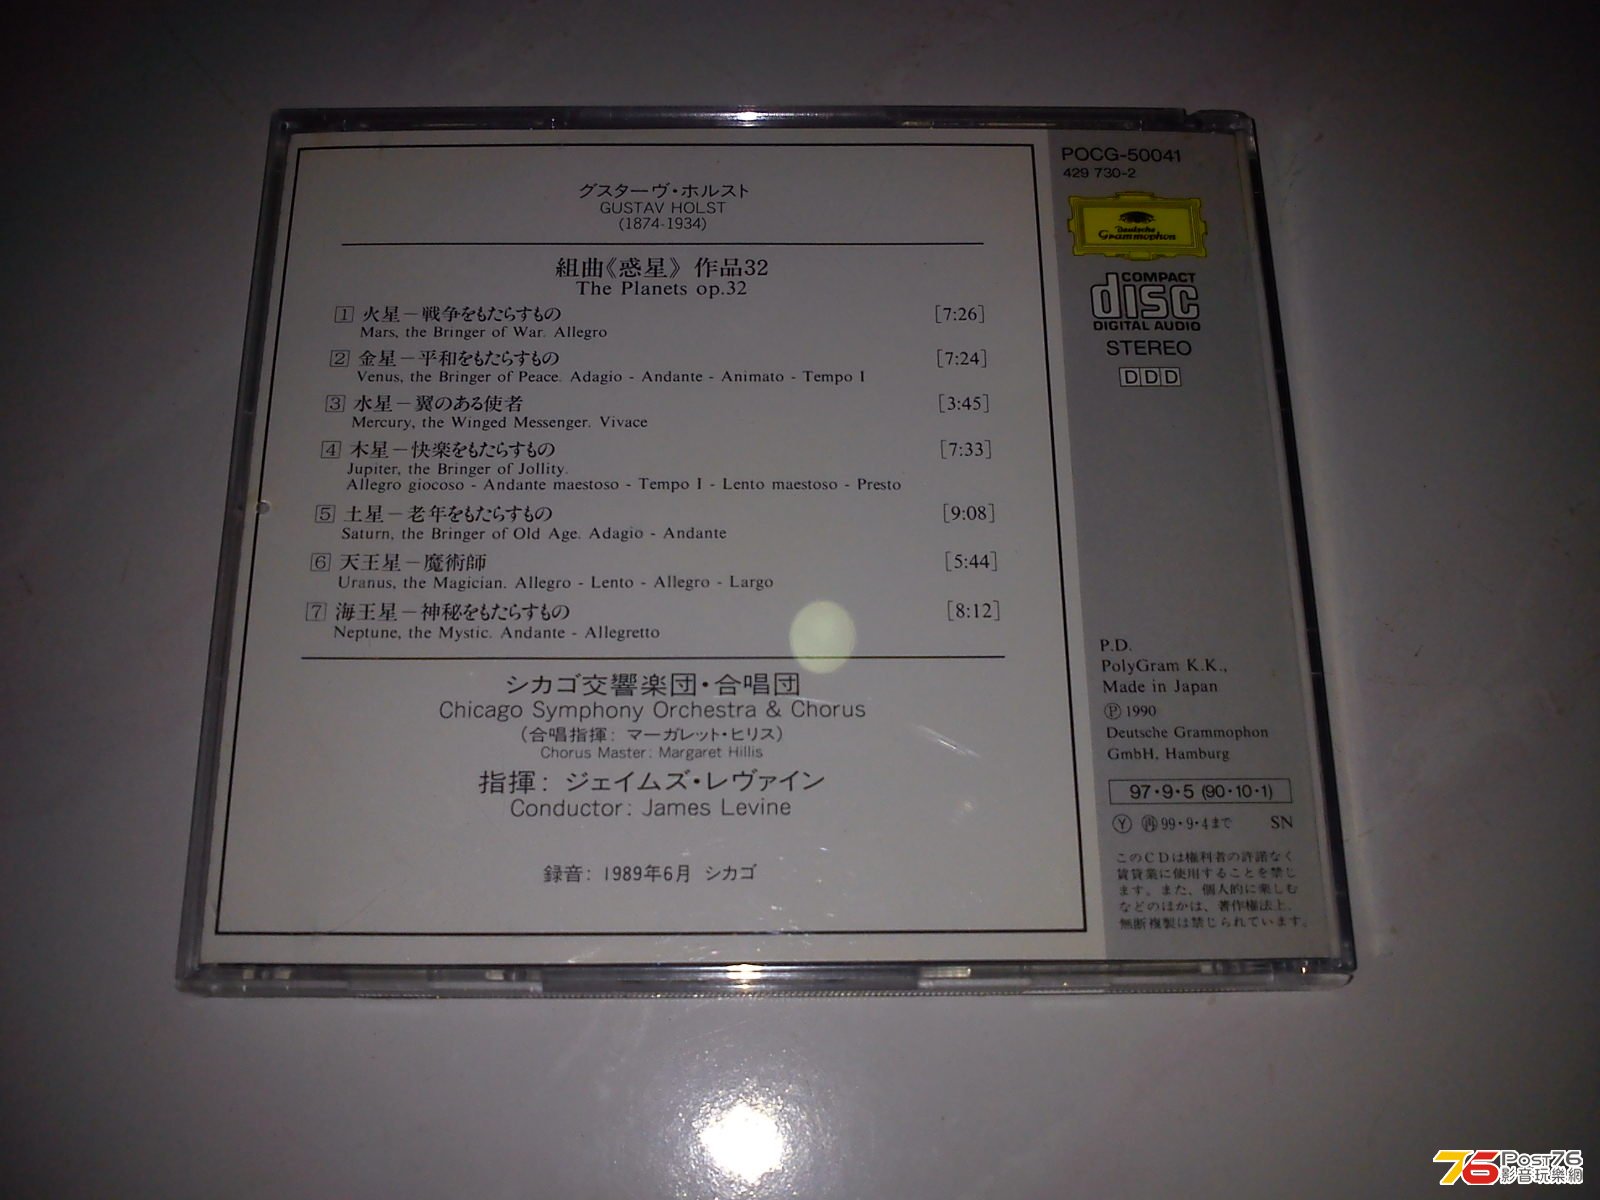 グスターヴ・ホルスト
GUSTAV HOLST
(1874-1934)
組曲《惑星》 作品32
The Planets op.32
1 火星－戦争をもたらすもの [7:26]
Mars, the Bringer of War. Allegro
2 金星－平和をもたらすもの [7:24]
Venus, the Bringer of Peace. Adagio - Andante - Animato - Tempo I
3 水星－翼のある使者 [3:45]
Mercury, the Winged Messenger. Vivace
4 木星－快楽をもたらすもの [7:33]
Jupiter, the Bringer of Jollity.
Allegro giocoso - Andante maestoso - Tempo I - Lento maestoso - Presto
5 土星－老年をもたらすもの [9:08]
Saturn, the Bringer of Old Age. Adagio - Andante
6 天王星－魔術師 [5:44]
Uranus, the Magician. Allegro - Lento - Allegro - Largo
7 海王星－神秘をもたらすもの [8:12]
Neptune, the Mystic. Andante - Allegretto
シカゴ交響楽団・合唱団
Chicago Symphony Orchestra & Chorus
(合唱指揮: マーガレット・ヒリス)
Chorus Master: Margaret Hillis
指揮: ジェイムズ・レヴァイン
Conductor: James Levine
録音: 1989年6月 シカゴ
POCG-50041
429 730-2
Deutsche
Grammophon
COMPACT
disc
DIGITAL AUDIO
STEREO
DDD
P.D.
PolyGram K.K.,
Made in Japan
Ⓟ 1990
Deutsche Grammophon
GmbH, Hamburg
97・9・5 (90・10・1)
Ⓨ ㊢99・9・4まで SN
このCDは権利者の許諾なく
賃貸業に使用することを禁じ
ます。また、個人的に楽しむ
などのほかは、著作権法上、
無断複製は禁じられています。
76 Post76
影音玩樂網